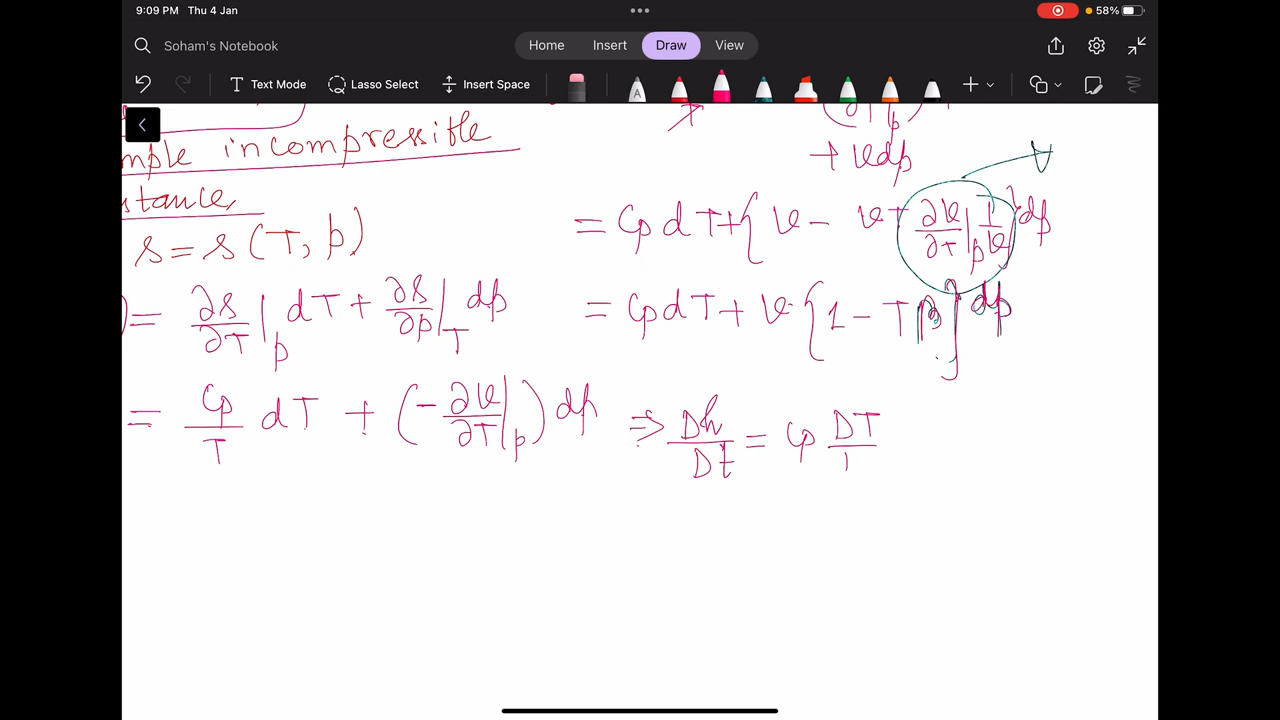 9:09 PM Thu 4 Jan
58%
Soham's Notebook
Home Insert Draw View
Text Mode Lasso Select Insert Space
mple incompressible
stance,
s = s (T, p)
= ∂s/∂T|p dT + ∂s/∂p|T dp
= Cp/T dT + (- ∂v/∂T|p) dp
+ vdp
= Cp dT + { v - vT ∂v/∂T|p 1/v } dp
= Cp dT + v { 1 - Tβ } dp
⇒ Dh/Dt = Cp DT/